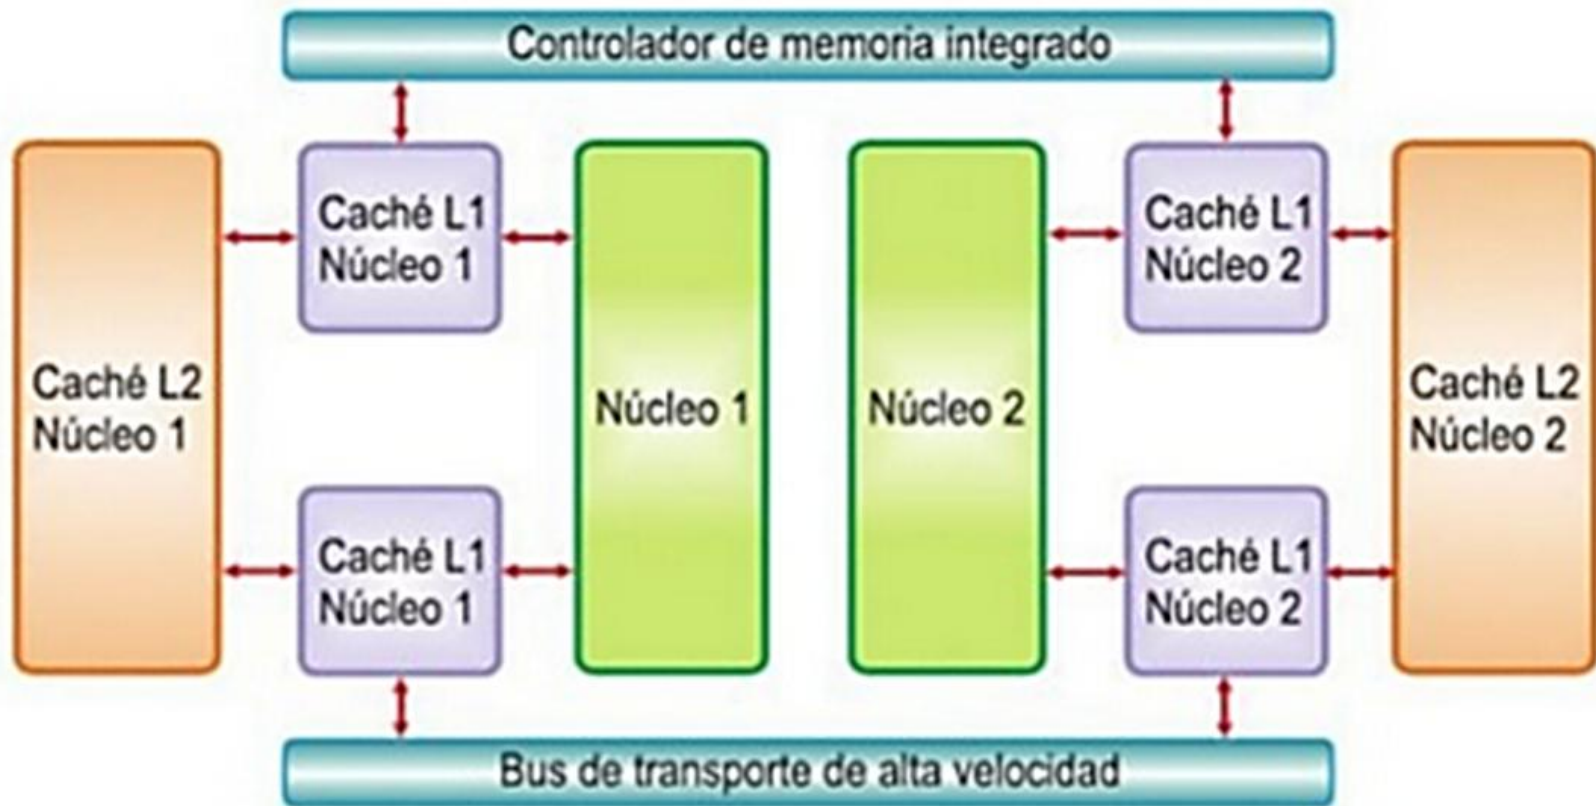 Controlador de memoria integrado
Caché L1
Núcleo 1
Caché L1
Núcleo 2
Caché L2
Núcleo 1
Núcleo 1
Núcleo 2
Caché L2
Núcleo 2
Caché L1
Núcleo 1
Caché L1
Núcleo 2
Bus de transporte de alta velocidad